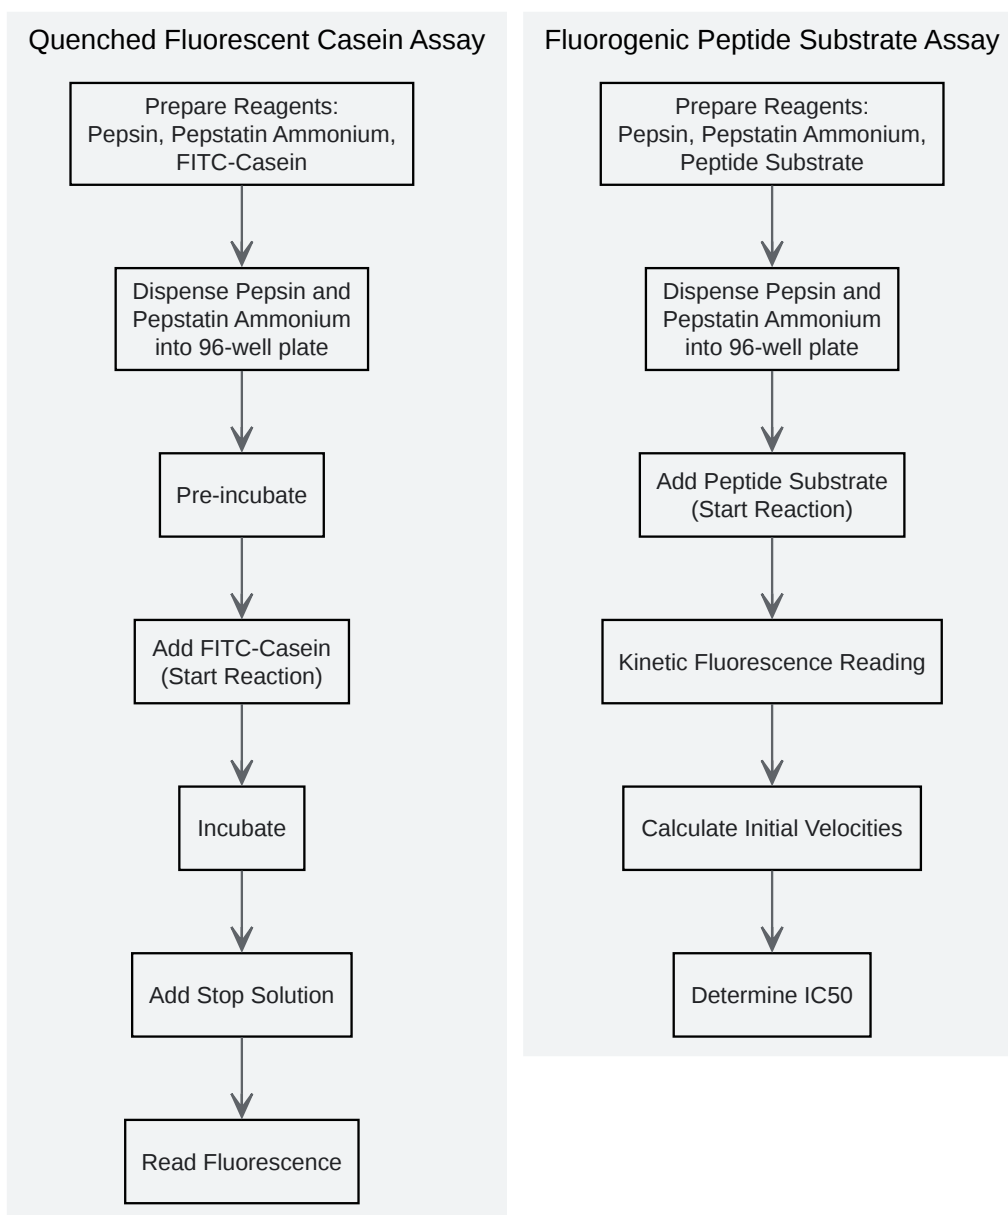 Quenched Fluorescent Casein Assay
Prepare Reagents:
Pepsin, Pepstatin Ammonium,
FITC-Casein
Dispense Pepsin and
Pepstatin Ammonium
into 96-well plate
Pre-incubate
Add FITC-Casein
(Start Reaction)
Incubate
Add Stop Solution
Read Fluorescence
Fluorogenic Peptide Substrate Assay
Prepare Reagents:
Pepsin, Pepstatin Ammonium,
Peptide Substrate
Dispense Pepsin and
Pepstatin Ammonium
into 96-well plate
Add Peptide Substrate
(Start Reaction)
Kinetic Fluorescence Reading
Calculate Initial Velocities
Determine IC50